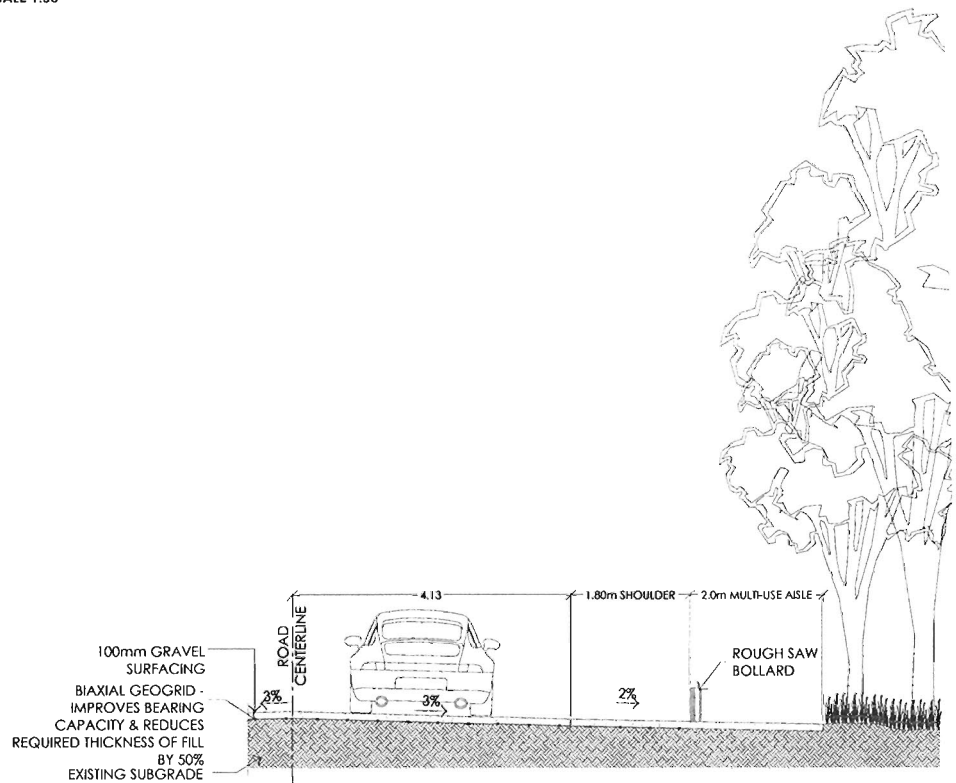 4.13
1.80m SHOULDER
2.0m MULTI-USE AISLE
ROAD
CENTERLINE
100mm GRAVEL
SURFACING
ROUGH SAW
BOLLARD
3%
3%
2%
BIAXIAL GEOGRID -
IMPROVES BEARING
CAPACITY & REDUCES
REQUIRED THICKNESS OF FILL
BY 50%
EXISTING SUBGRADE